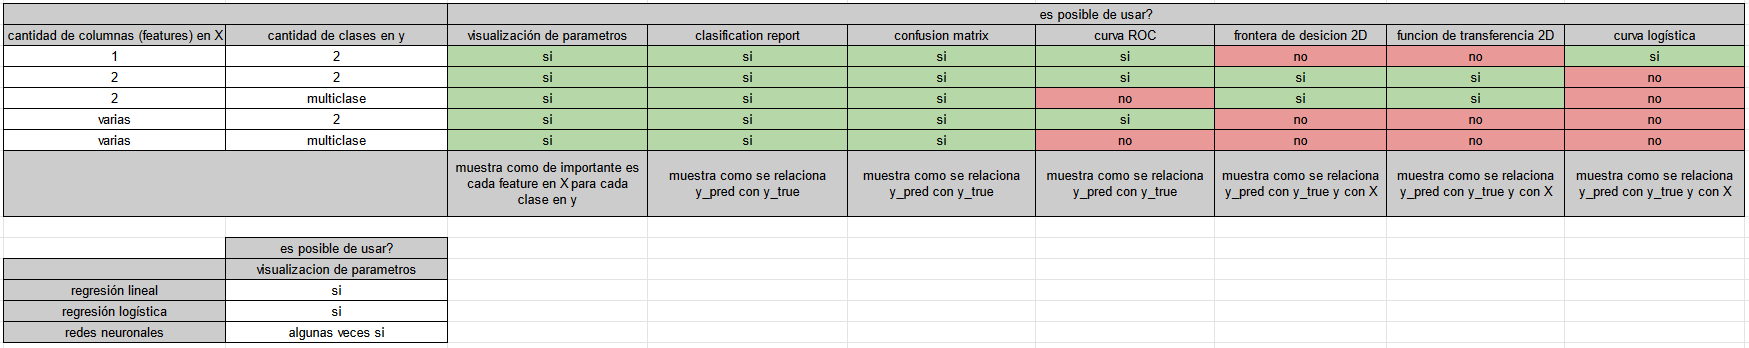 es posible de usar?
cantidad de columnas (features) en X cantidad de clases en y visualización de parametros clasification report confusion matrix curva ROC frontera de desicion 2D funcion de transferencia 2D curva logística
1 2 si si si si no no si
2 2 si si si si si si no
2 multiclase si si si no si si no
varias 2 si si si si no no no
varias multiclase si si si no no no no
muestra como de importante es
cada feature en X para cada
clase en y
muestra como se relaciona
y_pred con y_true
muestra como se relaciona
y_pred con y_true
muestra como se relaciona
y_pred con y_true
muestra como se relaciona
y_pred con y_true y con X
muestra como se relaciona
y_pred con y_true y con X
muestra como se relaciona
y_pred con y_true y con X
es posible de usar?
visualizacion de parametros
regresión lineal si
regresión logística si
redes neuronales algunas veces si